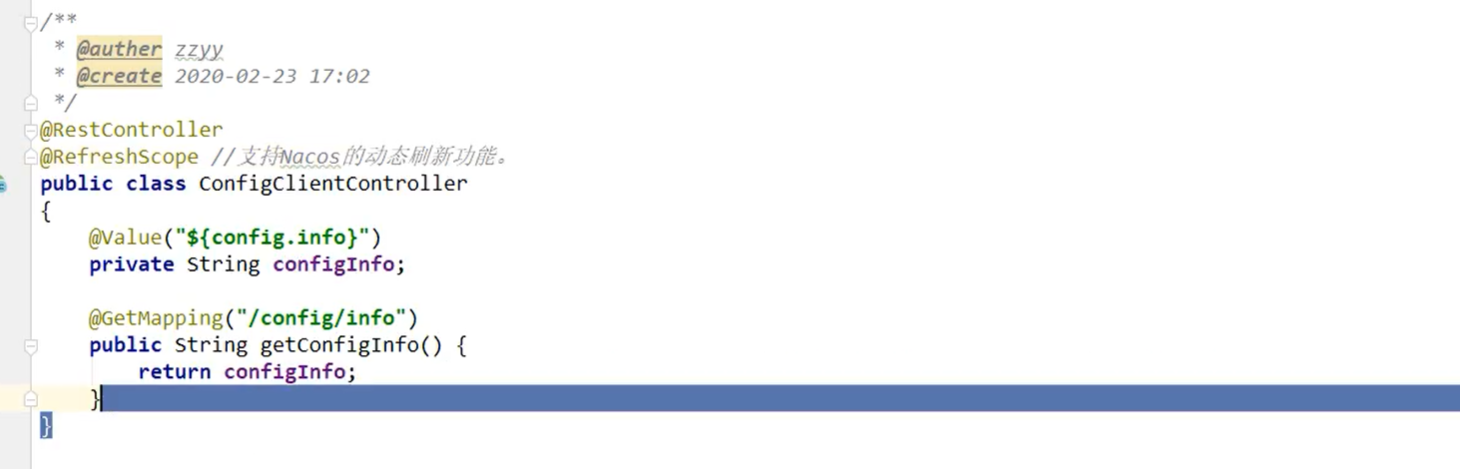 /**
 * @auther zzyy
 * @create 2020-02-23 17:02
 */
@RestController
@RefreshScope //支持Nacos的动态刷新功能。
public class ConfigClientController
{
    @Value("${config.info}")
    private String configInfo;

    @GetMapping("/config/info")
    public String getConfigInfo() {
        return configInfo;
    }
}